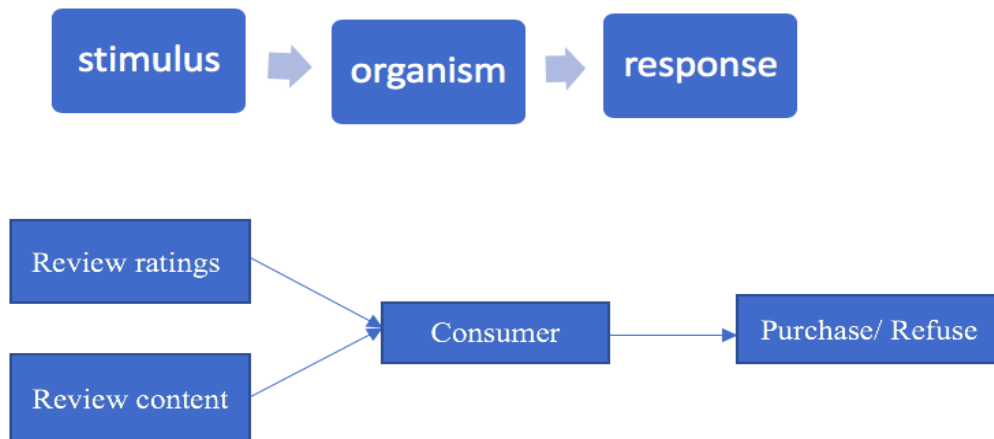 stimulus
organism
response
Review ratings
Consumer
Purchase/ Refuse
Review content